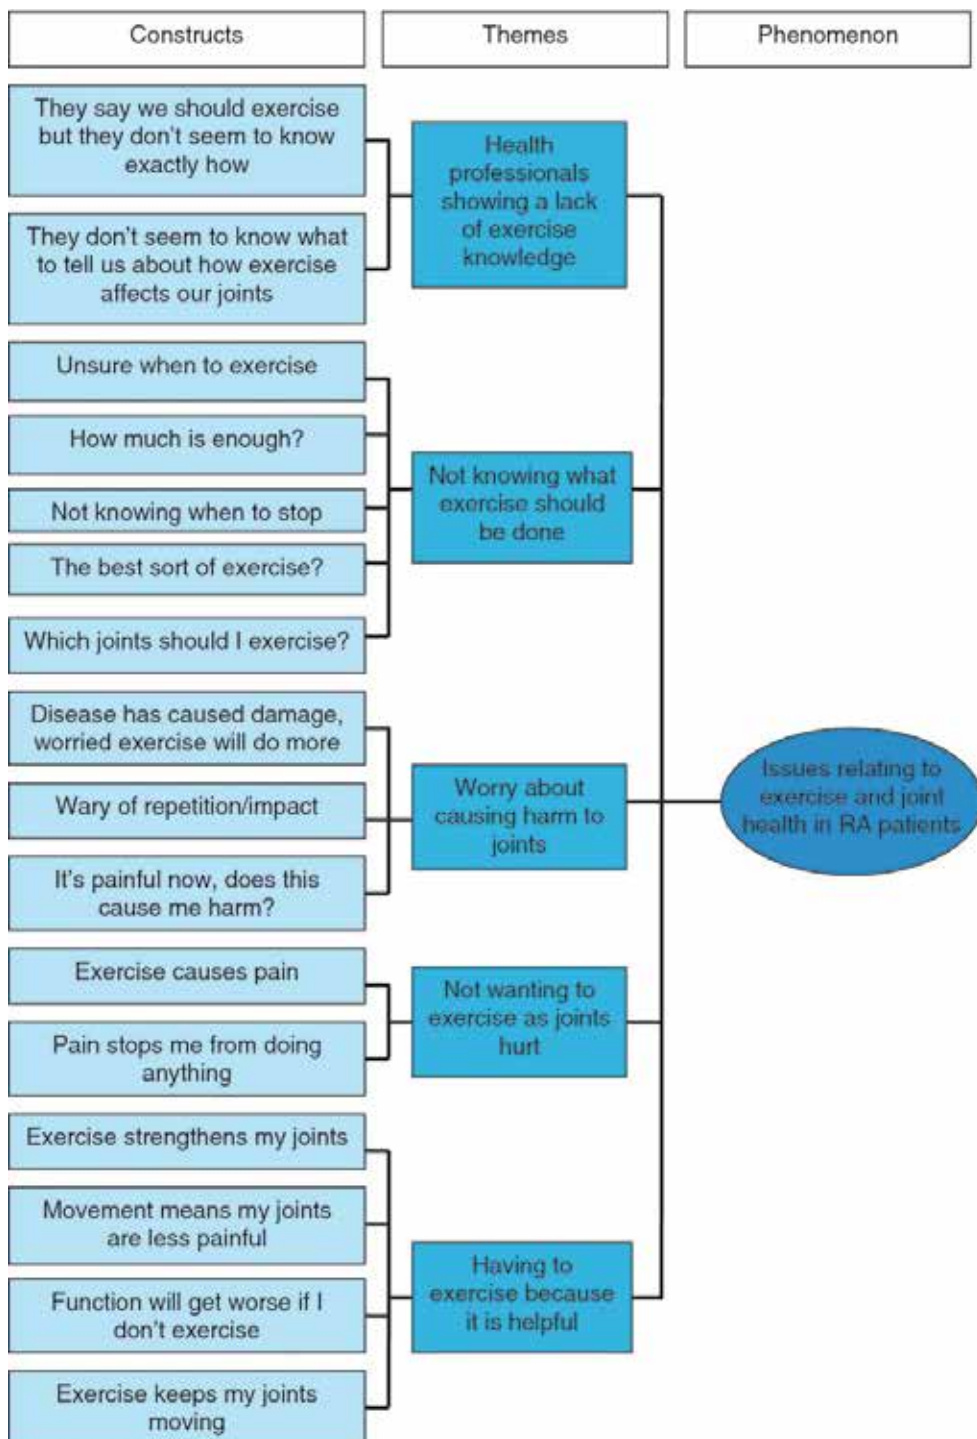 Constructs
Themes
Phenomenon
They say we should exercise
but they don't seem to know
exactly how
They don't seem to know what
to tell us about how exercise
affects our joints
Health
professionals
showing a lack
of exercise
knowledge
Unsure when to exercise
How much is enough?
Not knowing when to stop
The best sort of exercise?
Which joints should I exercise?
Not knowing what
exercise should
be done
Disease has caused damage,
worried exercise will do more
Wary of repetition/impact
It's painful now, does this
cause me harm?
Worry about
causing harm to
joints
Exercise causes pain
Pain stops me from doing
anything
Not wanting to
exercise as joints
hurt
Exercise strengthens my joints
Movement means my joints
are less painful
Function will get worse if I
don't exercise
Exercise keeps my joints
moving
Having to
exercise because
it is helpful
Issues relating to
exercise and joint
health in RA patients